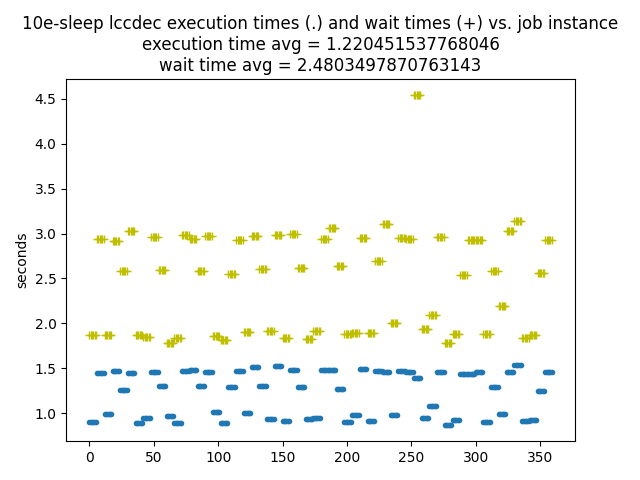 10e-sleep lccdec execution times (.) and wait times (+) vs. job instance
execution time avg = 1.220451537768046
wait time avg = 2.4803497870763143
4.5
4.0
3.5
3.0
2.5
2.0
1.5
1.0
seconds
0 50 100 150 200 250 300 350